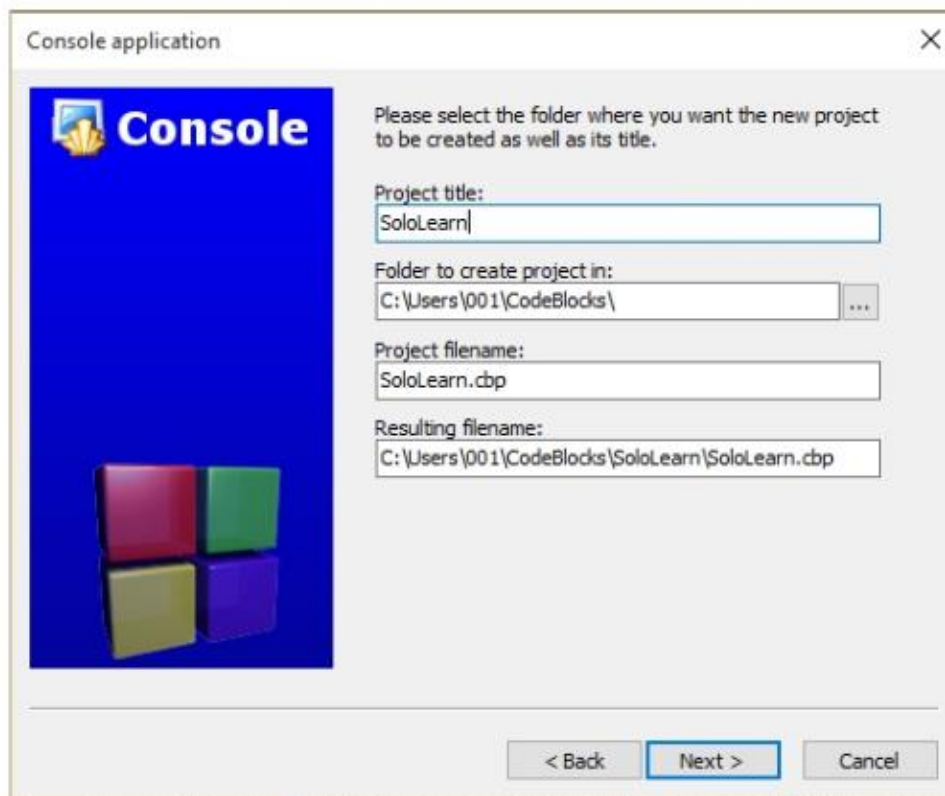 Console application
Console
Please select the folder where you want the new project
to be created as well as its title.
Project title:
SoloLearn
Folder to create project in:
C:\Users\001\CodeBlocks\
...
Project filename:
SoloLearn.cbp
Resulting filename:
C:\Users\001\CodeBlocks\SoloLearn\SoloLearn.cbp
< Back
Next >
Cancel